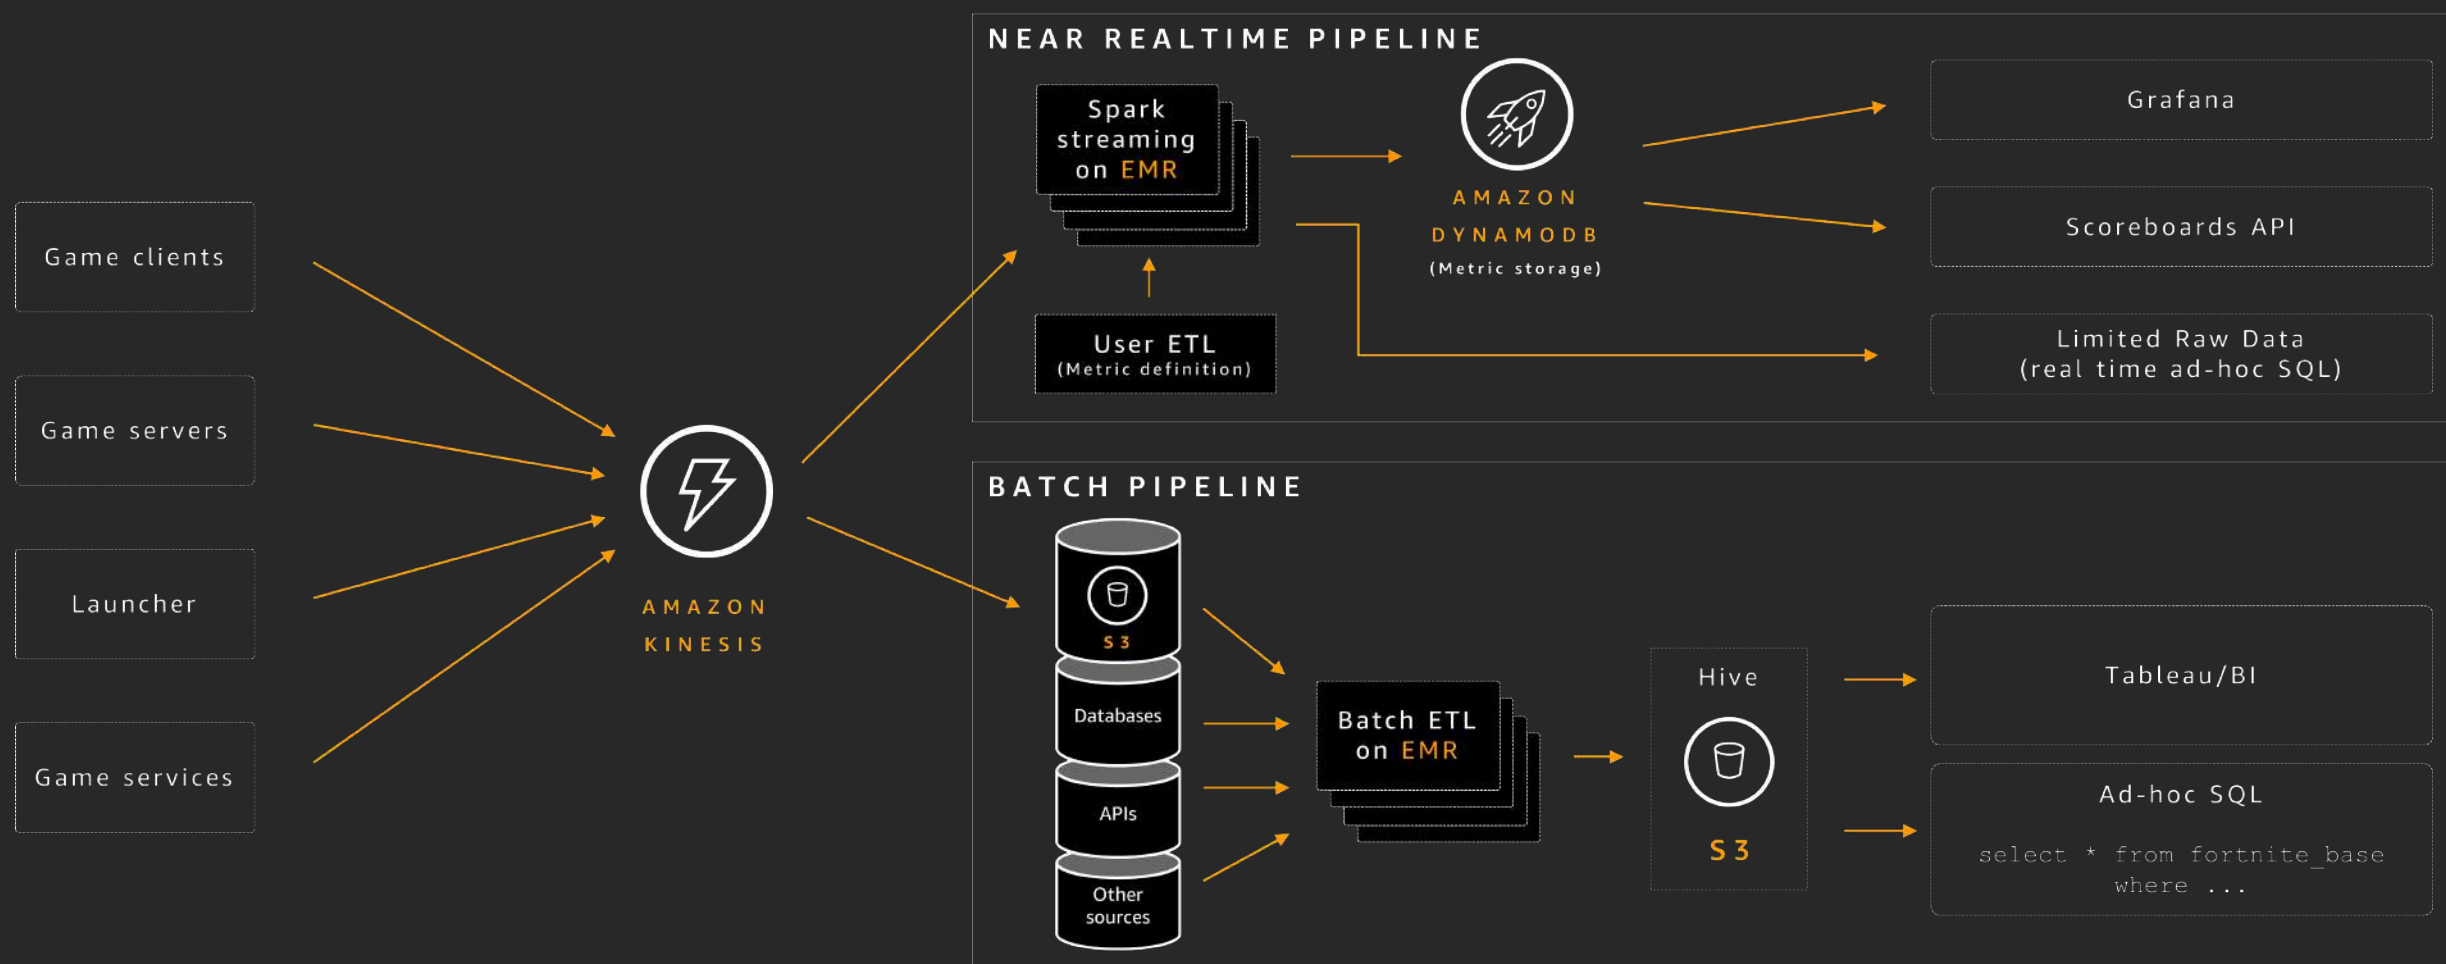 Game clients
Game servers
Launcher
Game services
AMAZON
KINESIS
NEAR REALTIME PIPELINE
Spark
streaming
on EMR
User ETL
(Metric definition)
AMAZON
DYNAMODB
(Metric storage)
Grafana
Scoreboards API
Limited Raw Data
(real time ad-hoc SQL)
BATCH PIPELINE
S3
Databases
APIs
Other
sources
Batch ETL
on EMR
Hive
S3
Tableau/BI
Ad-hoc SQL
select * from fortnite_base
where ...